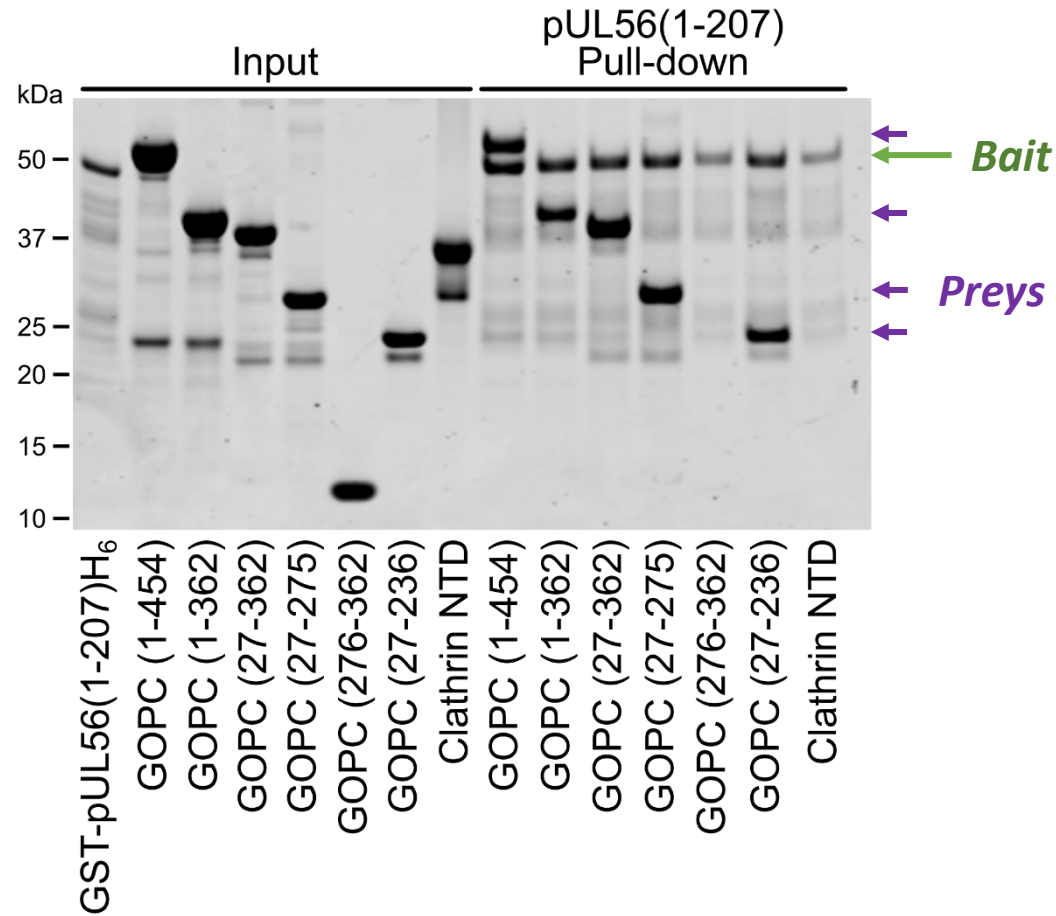 pUL56(1-207)
Input
Pull-down
kDa
50
37
25
20
15
10
Bait
Preys
GST-pUL56(1-207)H6
GOPC (1-454)
GOPC (1-362)
GOPC (27-362)
GOPC (27-275)
GOPC (276-362)
GOPC (27-236)
Clathrin NTD
GOPC (1-454)
GOPC (1-362)
GOPC (27-362)
GOPC (27-275)
GOPC (276-362)
GOPC (27-236)
Clathrin NTD